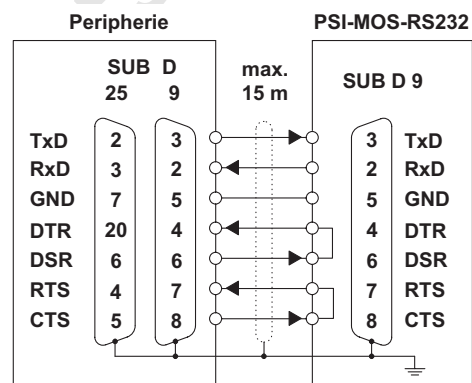 Peripherie PSI-MOS-RS232
SUB D max. SUB D 9
25 9 15 m
TxD 2 3 3 TxD
RxD 3 2 2 RxD
GND 7 5 5 GND
DTR 20 4 4 DTR
DSR 6 6 6 DSR
RTS 4 7 7 RTS
CTS 5 8 8 CTS